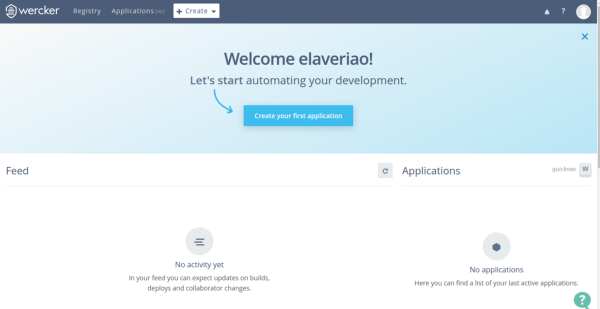 wercker Registry Applications [w] + Create ?
Welcome elaveriao!
Let's start automating your development.
Create your first application
Feed
Applications quicknav W
No activity yet
In your feed you can expect updates on builds,
deploys and collaborator changes.
No applications
Here you can find a list of your last active applications.
?